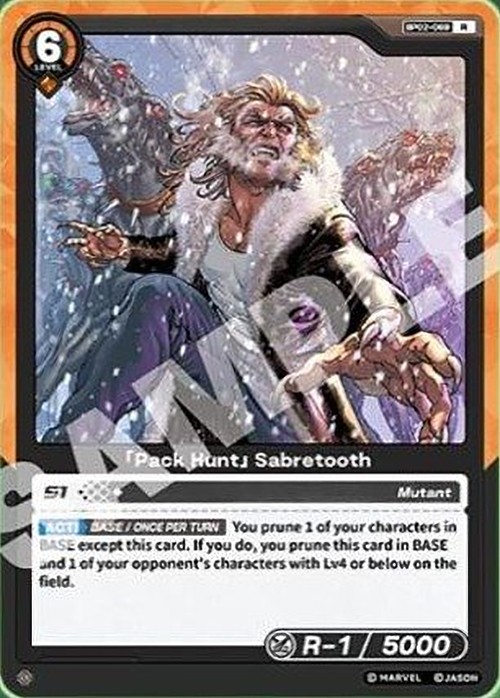 6
LEVEL
BP02-069 R
SAMPLE
「Pack Hunt」 Sabretooth
S1
Mutant
ACT BASE // ONCE PER TURN You prune 1 of your characters in
BASE except this card. If you do, you prune this card in BASE
and 1 of your opponent's characters with Lv4 or below on the
field.
R-1 / 5000
© MARVEL © JASON